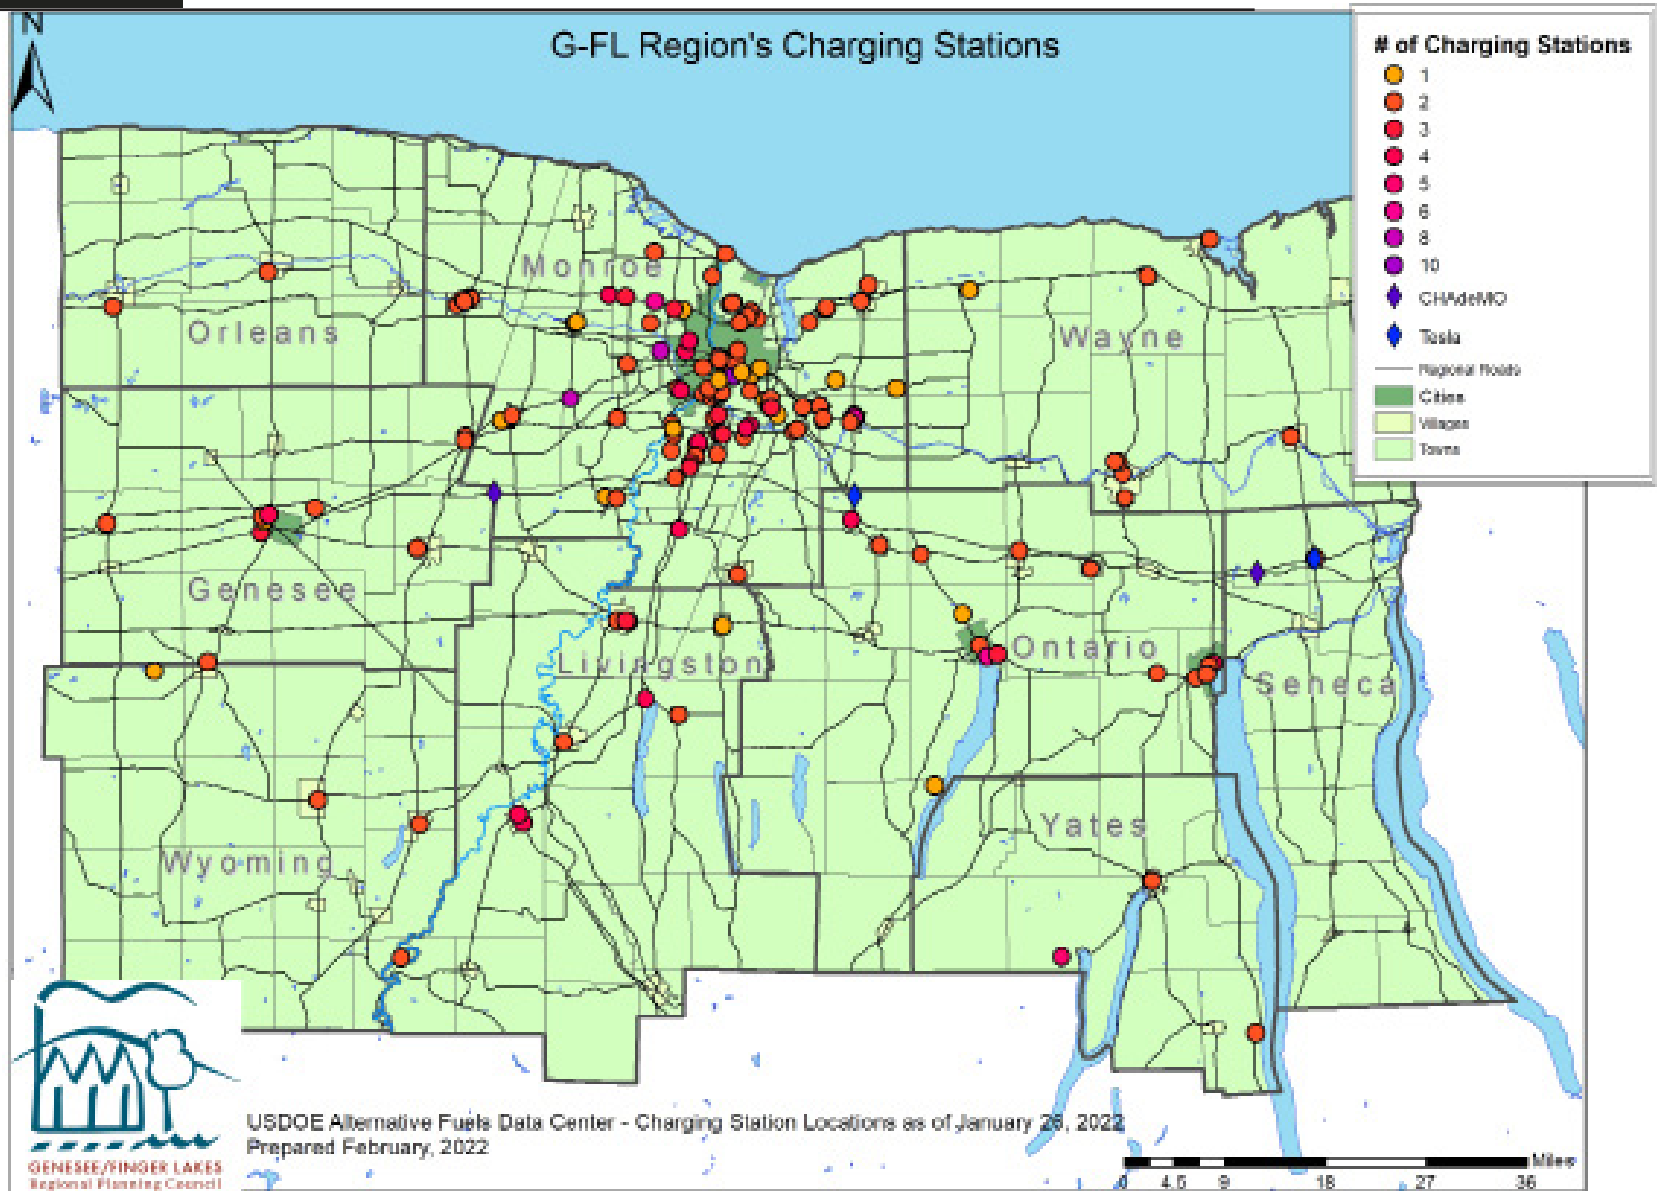 N
G-FL Region's Charging Stations
# of Charging Stations
1
2
3
4
5
6
8
10
CHAdeMO
Tesla
Regional Roads
Cities
Villages
Towns
Monroe
Orleans
Wayne
Genesee
Livingston
Ontario
Seneca
Yates
Wyoming
USDOE Alternative Fuels Data Center - Charging Station Locations as of January 26, 2022
Prepared February, 2022
GENESEE/FINGER LAKES
Regional Planning Council
Miles
0 4.5 9 18 27 36